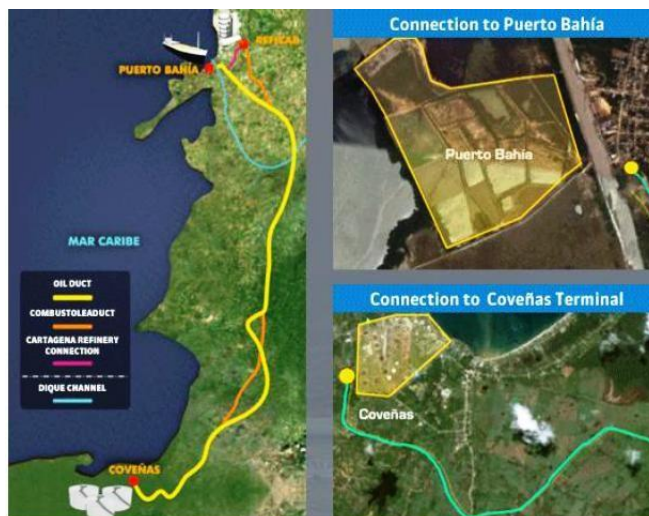 REFICAR
PUERTO BAHÍA
MAR CARIBE
OIL DUCT
COMBUSTOLEADUCT
CARTAGENA REFINERY
CONNECTION
DIQUE CHANNEL
COVEÑAS
Connection to Puerto Bahía
Puerto Bahía
Connection to Coveñas Terminal
Coveñas